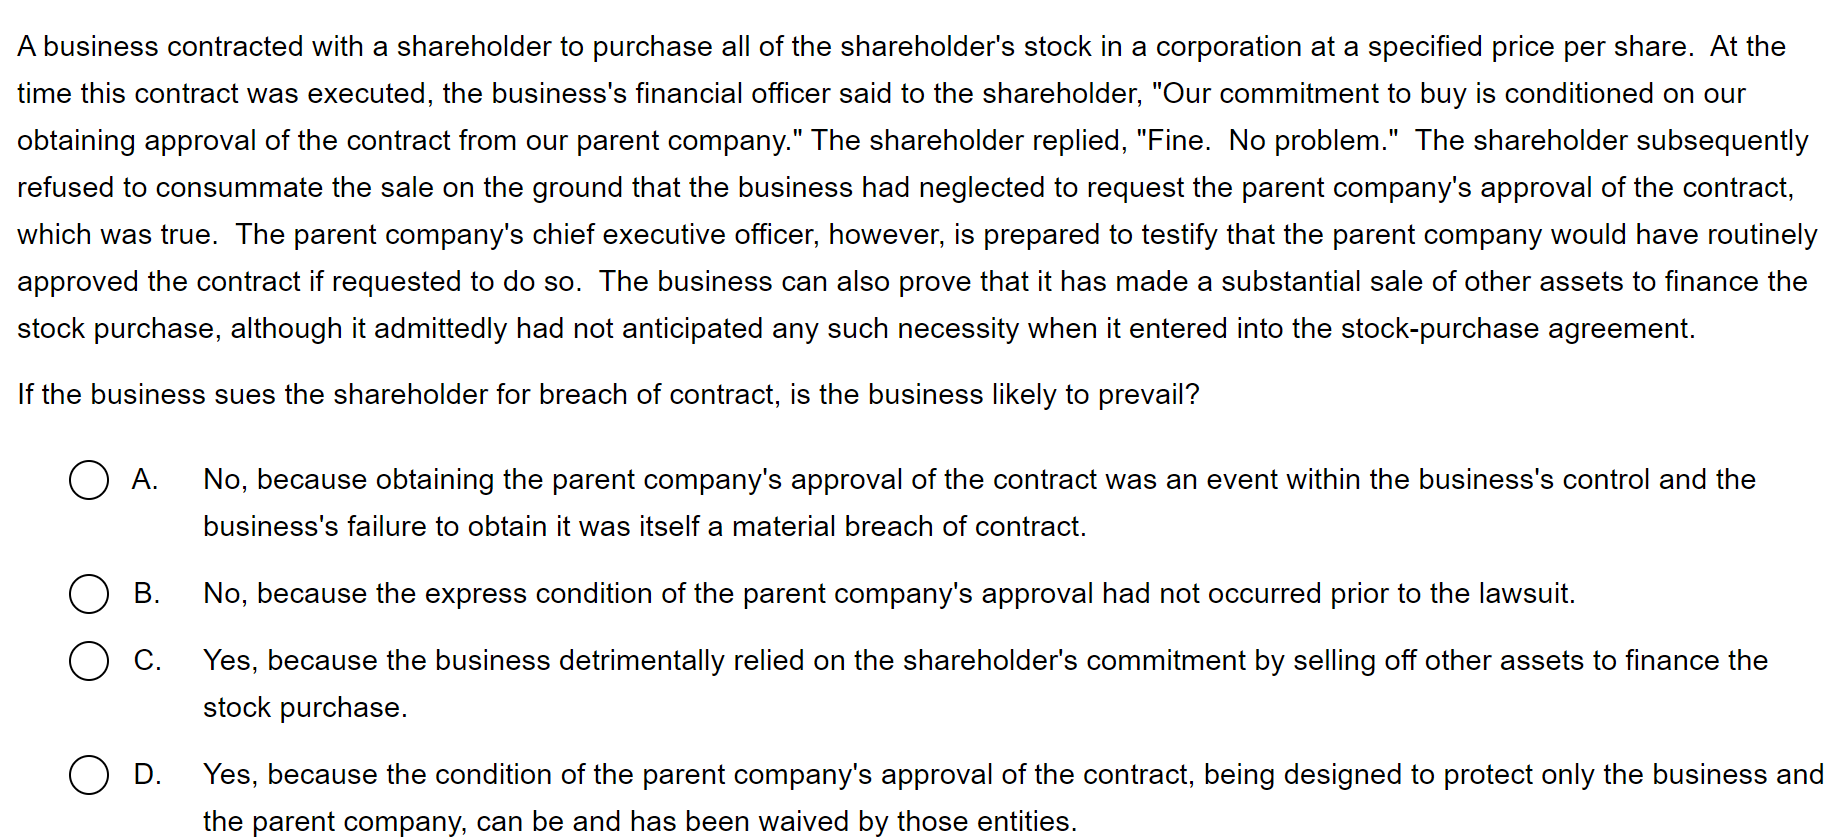 A business contracted with a shareholder to purchase all of the shareholder's stock in a corporation at a specified price per share.  At the
time this contract was executed, the business's financial officer said to the shareholder, "Our commitment to buy is conditioned on our
obtaining approval of the contract from our parent company." The shareholder replied, "Fine.  No problem."  The shareholder subsequently
refused to consummate the sale on the ground that the business had neglected to request the parent company's approval of the contract,
which was true.  The parent company's chief executive officer, however, is prepared to testify that the parent company would have routinely
approved the contract if requested to do so.  The business can also prove that it has made a substantial sale of other assets to finance the
stock purchase, although it admittedly had not anticipated any such necessity when it entered into the stock-purchase agreement.
If the business sues the shareholder for breach of contract, is the business likely to prevail?
A. No, because obtaining the parent company's approval of the contract was an event within the business's control and the
business's failure to obtain it was itself a material breach of contract.
B. No, because the express condition of the parent company's approval had not occurred prior to the lawsuit.
C. Yes, because the business detrimentally relied on the shareholder's commitment by selling off other assets to finance the
stock purchase.
D. Yes, because the condition of the parent company's approval of the contract, being designed to protect only the business and
the parent company, can be and has been waived by those entities.